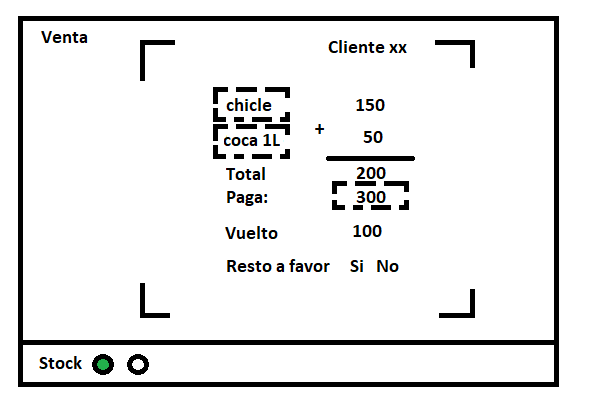 Venta
Cliente xx
chicle 150
coca 1L + 50
Total 200
Paga: 300
Vuelto 100
Resto a favor Si No
Stock